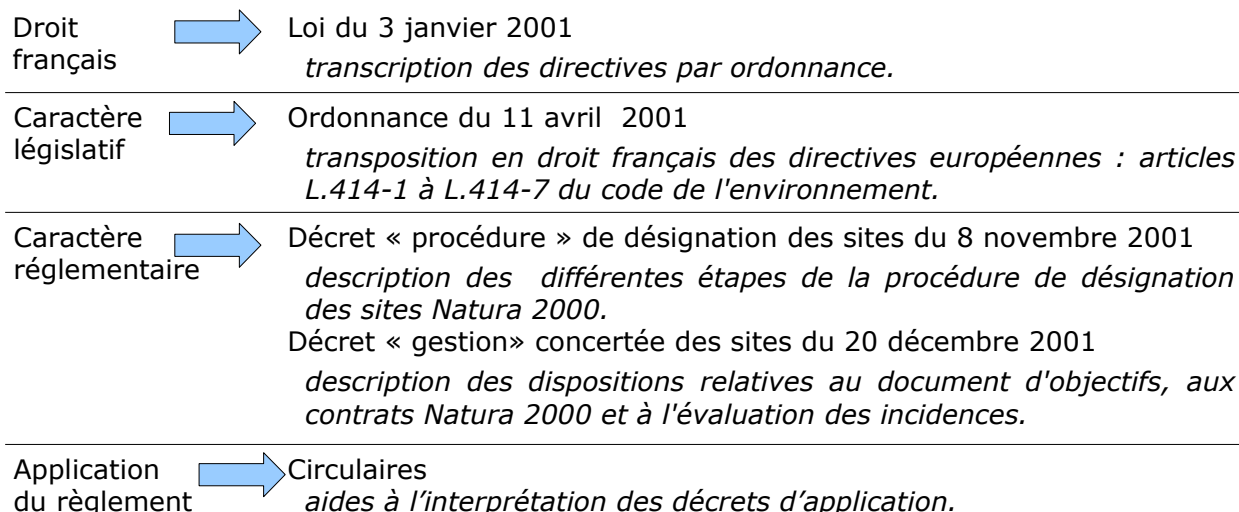 Droit
français
Loi du 3 janvier 2001
transcription des directives par ordonnance.
Caractère
législatif
Ordonnance du 11 avril 2001
transposition en droit français des directives européennes : articles
L.414-1 à L.414-7 du code de l'environnement.
Caractère
réglementaire
Décret « procédure » de désignation des sites du 8 novembre 2001
description des différentes étapes de la procédure de désignation
des sites Natura 2000.
Décret « gestion» concertée des sites du 20 décembre 2001
description des dispositions relatives au document d'objectifs, aux
contrats Natura 2000 et à l'évaluation des incidences.
Application
du règlement
Circulaires
aides à l’interprétation des décrets d’application.